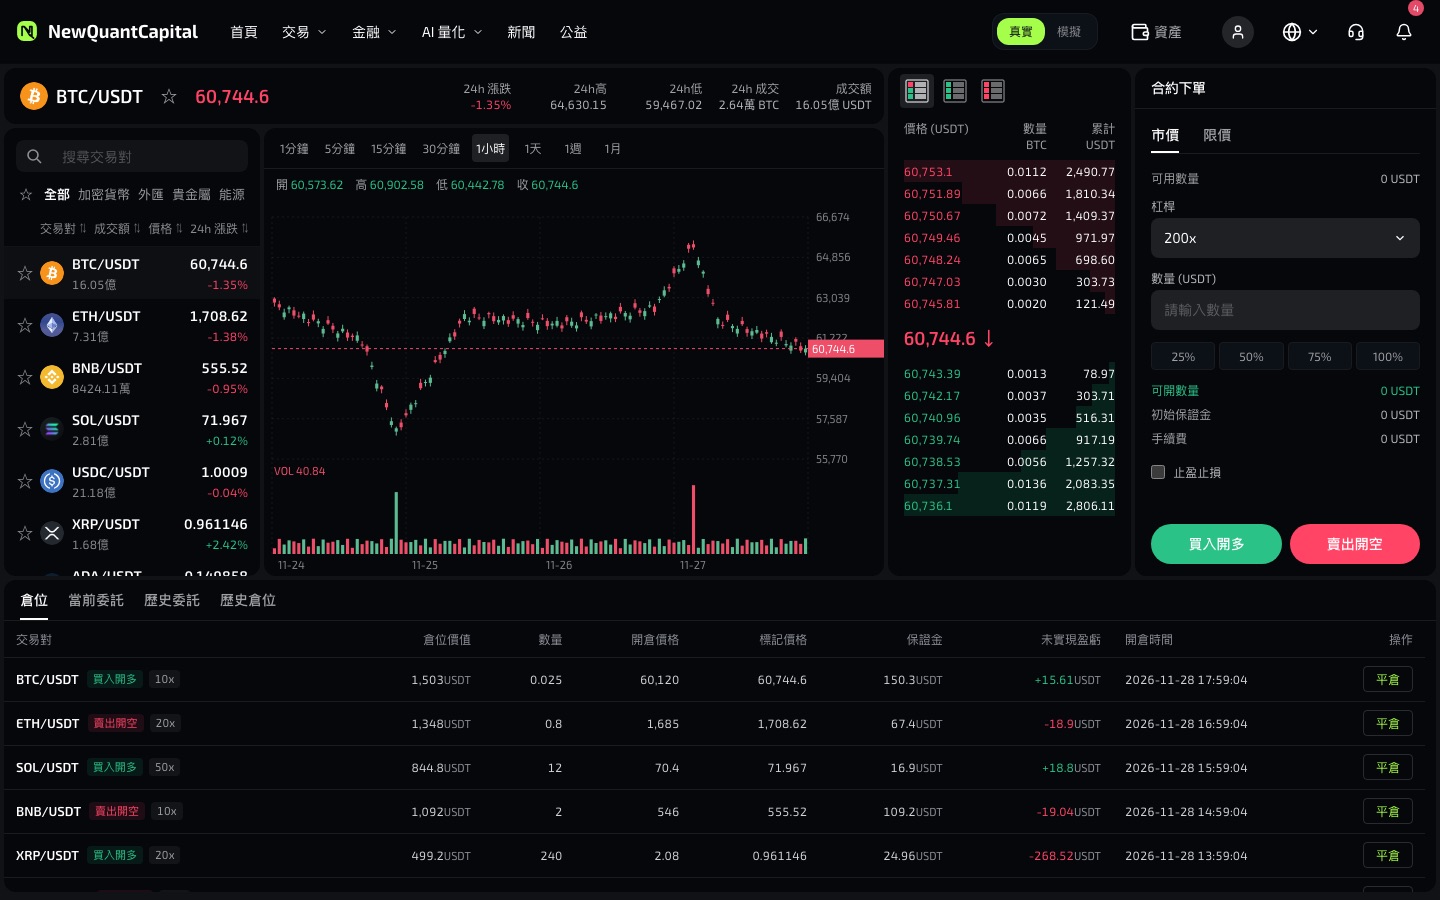 NewQuantCapital 首頁 交易 金融 AI 量化 新聞 公益 真實 模擬 資產 4
BTC/USDT 60,744.6
24h 漲跌 24h高 24h低 24h 成交 成交額
-1.35% 64,630.15 59,467.02 2.64萬 BTC 16.05億 USDT
搜尋交易對
全部 加密貨幣 外匯 貴金屬 能源
交易對 成交額 價格 24h 漲跌
BTC/USDT 60,744.6
16.05億 -1.35%
ETH/USDT 1,708.62
7.31億 -1.38%
BNB/USDT 555.52
8424.11萬 -0.95%
SOL/USDT 71.967
2.81億 +0.12%
USDC/USDT 1.0009
21.18億 -0.04%
XRP/USDT 0.961146
1.68億 +2.42%
ADA/USDT 0.149858
1分鐘 5分鐘 15分鐘 30分鐘 1小時 1天 1週 1月
開 60,573.62 高 60,902.58 低 60,442.78 收 60,744.6
66,674
64,856
63,039
61,222
60,744.6
59,404
57,587
55,770
VOL 40.84
11-24 11-25 11-26 11-27
價格 (USDT) 數量 累計
BTC USDT
60,753.1 0.0112 2,490.77
60,751.89 0.0066 1,810.34
60,750.67 0.0072 1,409.37
60,749.46 0.0045 971.97
60,748.24 0.0065 698.60
60,747.03 0.0030 303.73
60,745.81 0.0020 121.49
60,744.6 ↓
60,743.39 0.0013 78.97
60,742.17 0.0037 303.71
60,740.96 0.0035 516.31
60,739.74 0.0066 917.19
60,738.53 0.0056 1,257.32
60,737.31 0.0136 2,083.35
60,736.1 0.0119 2,806.11
合約下單
市價 限價
可用數量 0 USDT
杠桿
200x
數量 (USDT)
請輸入數量
25% 50% 75% 100%
可開數量 0 USDT
初始保證金 0 USDT
手續費 0 USDT
止盈止損
買入開多 賣出開空
倉位 當前委託 歷史委託 歷史倉位
交易對 倉位價值 數量 開倉價格 標記價格 保證金 未實現盈虧 開倉時間 操作
BTC/USDT 買入開多 10x 1,503USDT 0.025 60,120 60,744.6 150.3USDT +15.61USDT 2026-11-28 17:59:04 平倉
ETH/USDT 賣出開空 20x 1,348USDT 0.8 1,685 1,708.62 67.4USDT -18.9USDT 2026-11-28 16:59:04 平倉
SOL/USDT 買入開多 50x 844.8USDT 12 70.4 71.967 16.9USDT +18.8USDT 2026-11-28 15:59:04 平倉
BNB/USDT 賣出開空 10x 1,092USDT 2 546 555.52 109.2USDT -19.04USDT 2026-11-28 14:59:04 平倉
XRP/USDT 買入開多 20x 499.2USDT 240 2.08 0.961146 24.96USDT -268.52USDT 2026-11-28 13:59:04 平倉